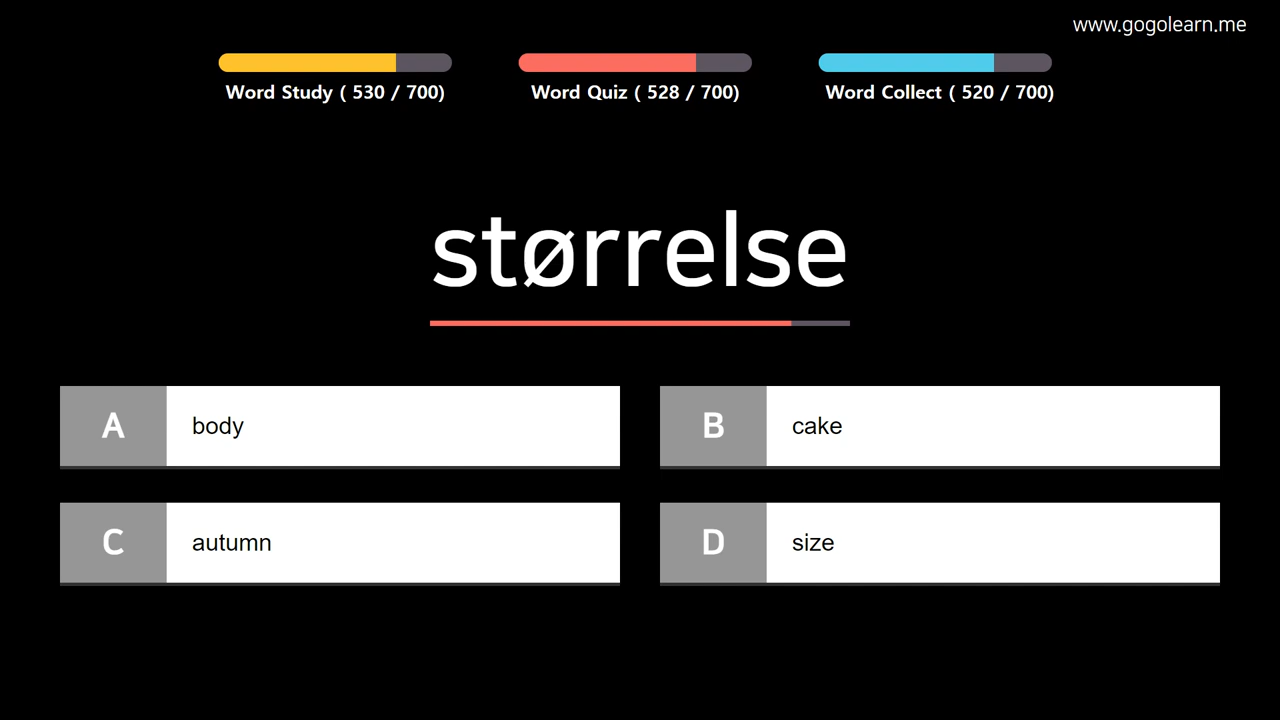 www.gogolearn.me
Word Study ( 530 / 700)
Word Quiz ( 528 / 700)
Word Collect ( 520 / 700)
størrelse
A body
B cake
C autumn
D size